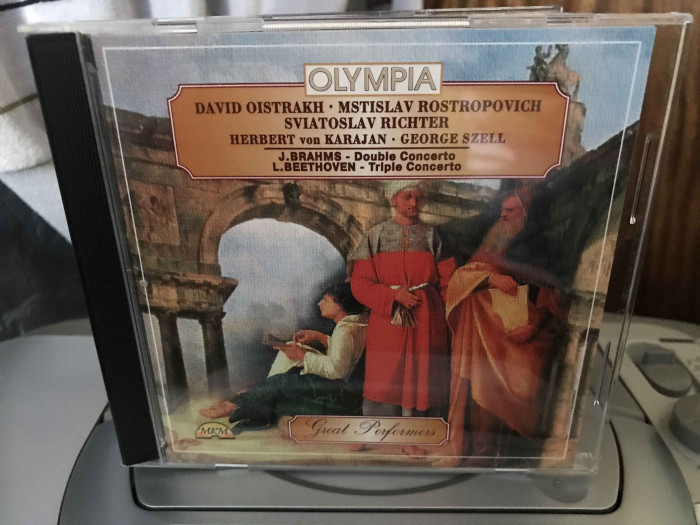 OLYMPIA
DAVID OISTRAKH · MSTISLAV ROSTROPOVICH
SVIATOSLAV RICHTER
HERBERT von KARAJAN · GEORGE SZELL
J.BRAHMS - Double Concerto
L.BEETHOVEN - Triple Concerto
Great Performers
MKM